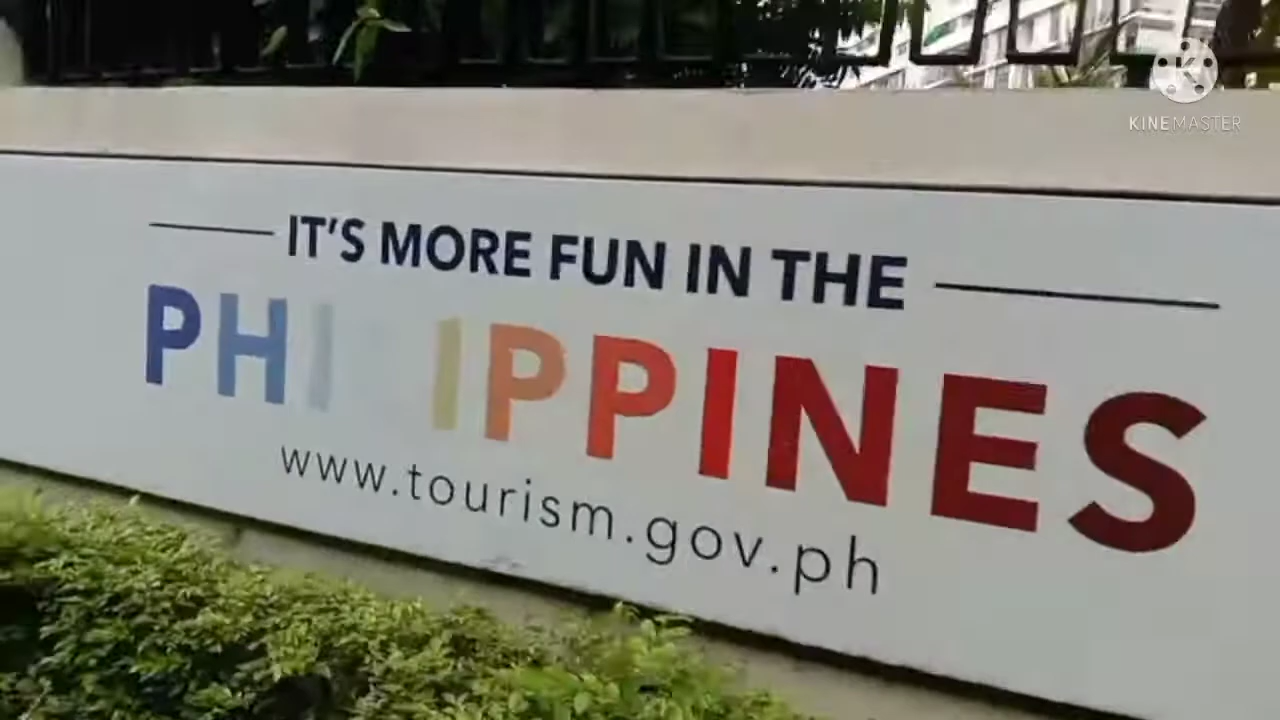 IT'S MORE FUN IN THE
PHILIPPINES
www.tourism.gov.ph
K
KINEMASTER